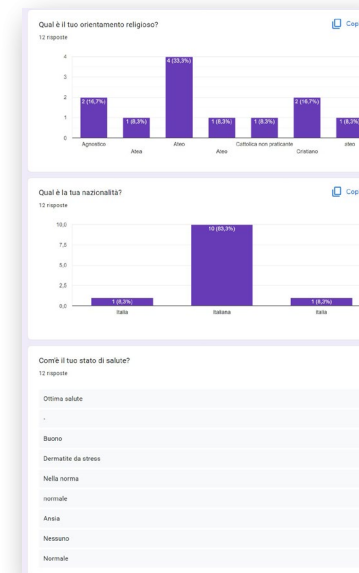 Qual è il tuo orientamento religioso?
Cop
12 risposte
4
3
2
1
0
2 (16,7%)
1 (8,3%)
4 (33,3%)
1 (8,3%)
1 (8,3%)
2 (16,7%)
1 (8,3%
Agnostico
Atea
Ateo
Ateo
Cattolica non praticante
Cristiano
ateo
Qual è la tua nazionalità?
Cop
12 risposte
10,0
7,5
5,0
2,5
0,0
1 (8,3%)
10 (83,3%)
1 (8,3%)
Italia
Italiana
Italia
Com'è il tuo stato di salute?
12 risposte
Ottima salute
-
Buono
Dermatite da stress
Nella norma
normale
Ansia
Nessuno
Normale